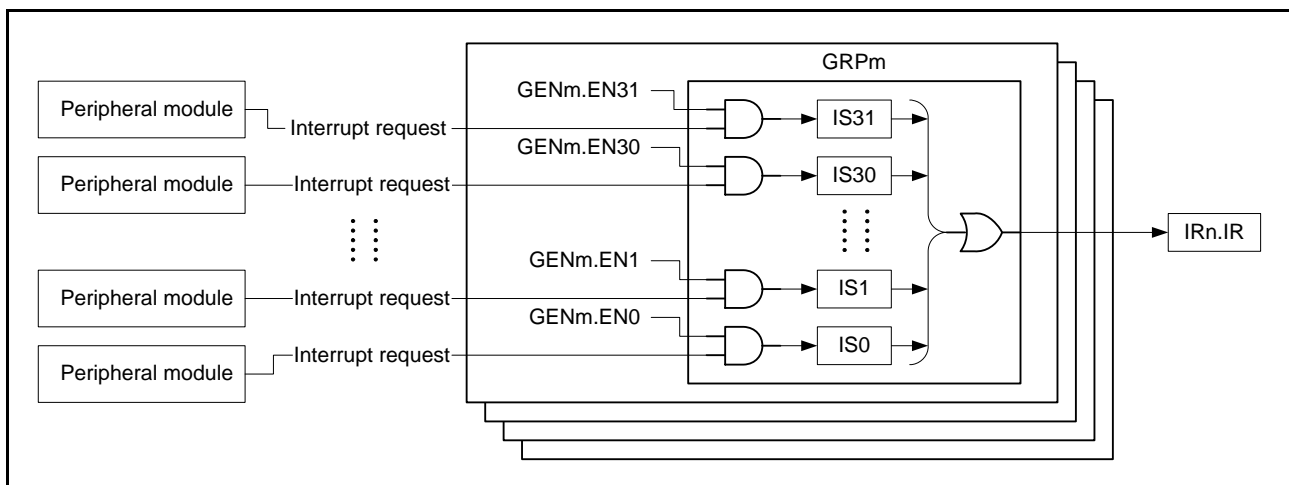 GRPm
GENm.EN31
Peripheral module
Interrupt request
IS31
GENm.EN30
Peripheral module
Interrupt request
IS30
IRn.IR
GENm.EN1
Peripheral module
Interrupt request
IS1
GENm.EN0
Peripheral module
Interrupt request
IS0